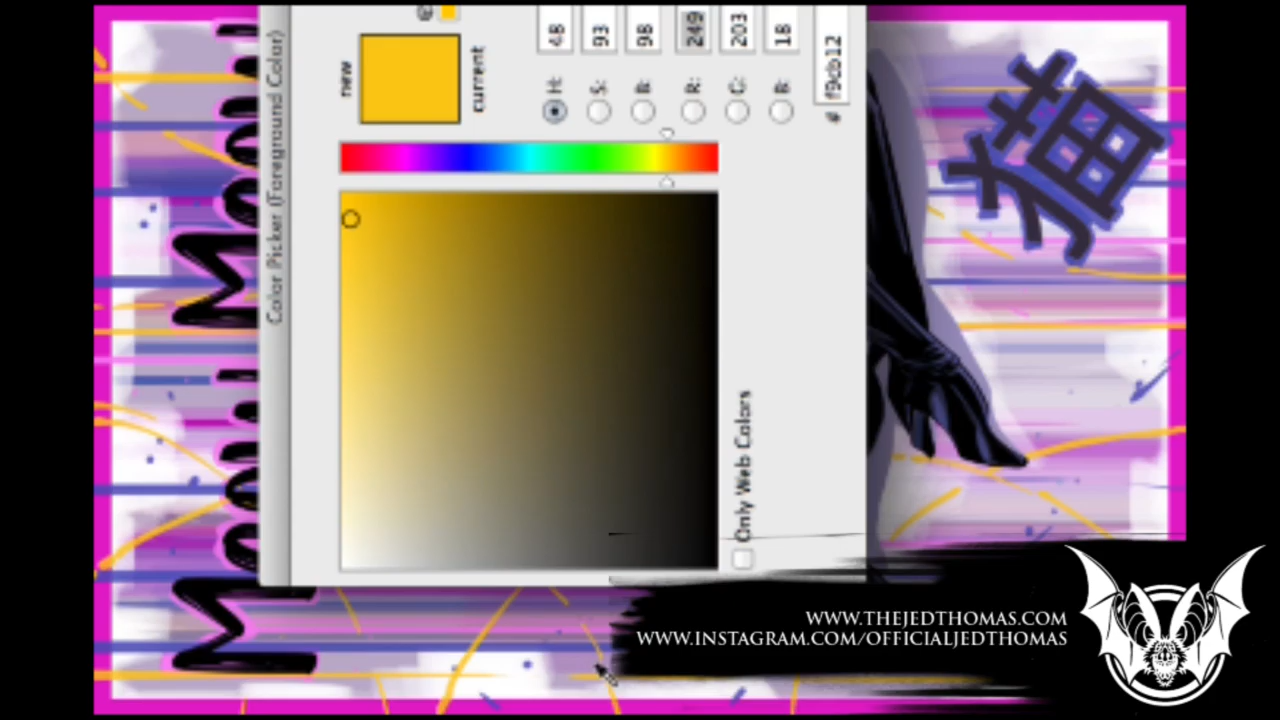 Color Picker (Foreground Color)
new
current
H: 48
S: 93
B: 98
R: 249
G: 203
B: 18
# f9cb12
Only Web Colors
猫
WWW.THEJEDTHOMAS.COM
WWW.INSTAGRAM.COM/OFFICIALJEDTHOMAS